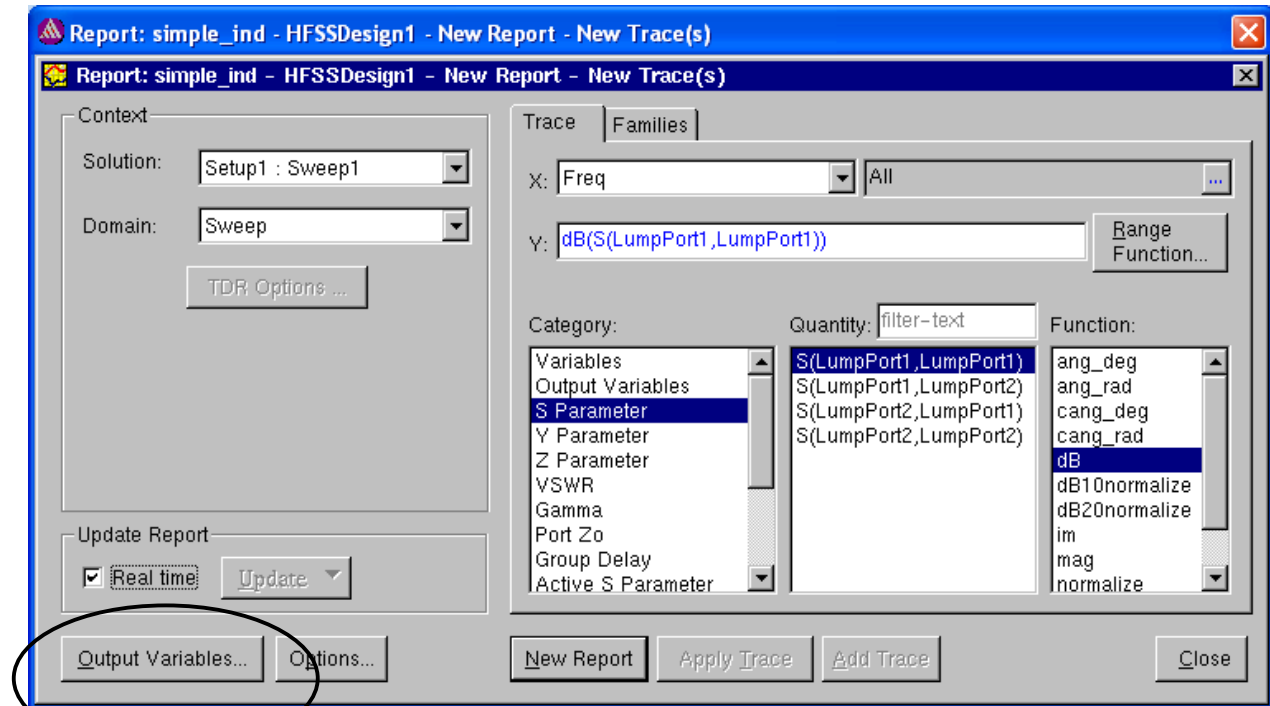 Report: simple_ind - HFSSDesign1 - New Report - New Trace(s)
Report: simple_ind - HFSSDesign1 - New Report - New Trace(s)
Context
Solution: Setup1 : Sweep1
Domain: Sweep
TDR Options ...
Update Report
Real time Update
Output Variables... Options...
Trace Families
X: Freq All ...
Y: dB(S(LumpPort1,LumpPort1)) Range Function...
Category:
Variables
Output Variables
S Parameter
Y Parameter
Z Parameter
VSWR
Gamma
Port Zo
Group Delay
Active S Parameter
Quantity: filter-text
S(LumpPort1,LumpPort1)
S(LumpPort1,LumpPort2)
S(LumpPort2,LumpPort1)
S(LumpPort2,LumpPort2)
Function:
ang_deg
ang_rad
cang_deg
cang_rad
dB
dB10normalize
dB20normalize
im
mag
normalize
New Report Apply Trace Add Trace Close